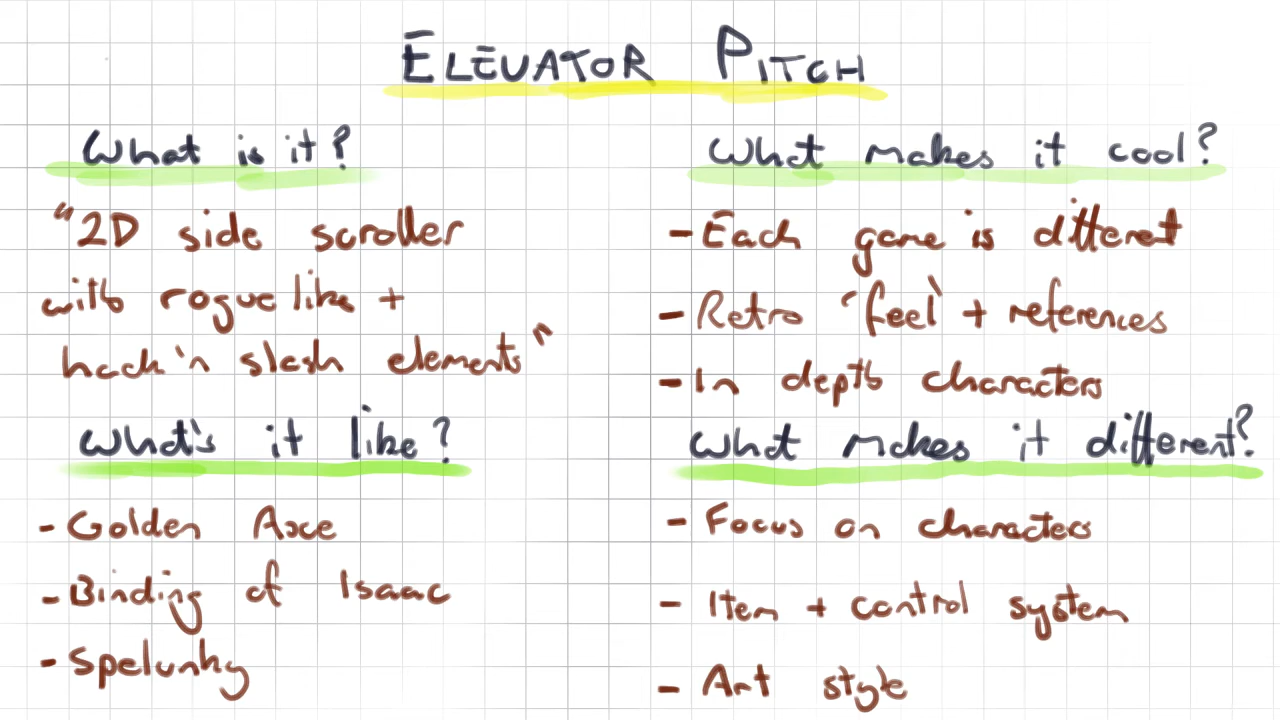 ELEVATOR PITCH
What is it?
"2D side scroller
with rogue like +
hack 'n slash elements"
What's it like?
- Golden Axe
- Binding of Isaac
- Spelunky
What makes it cool?
- Each game is different
- Retro 'feel' + references
- In depth characters
What makes it different?
- Focus on characters
- Item + control system
- Art style